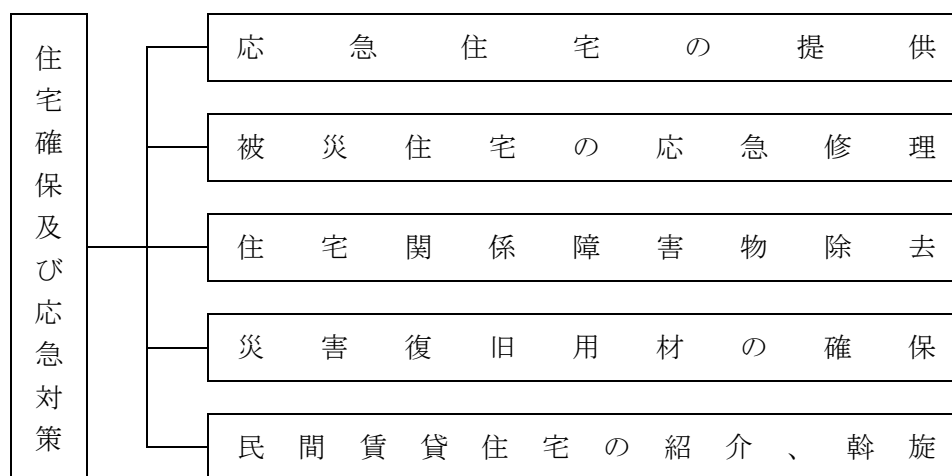 住宅確保及び応急対策
応急住宅の提供
被災住宅の応急修理
住宅関係障害物除去
災害復旧用材の確保
民間賃貸住宅の紹介、斡旋